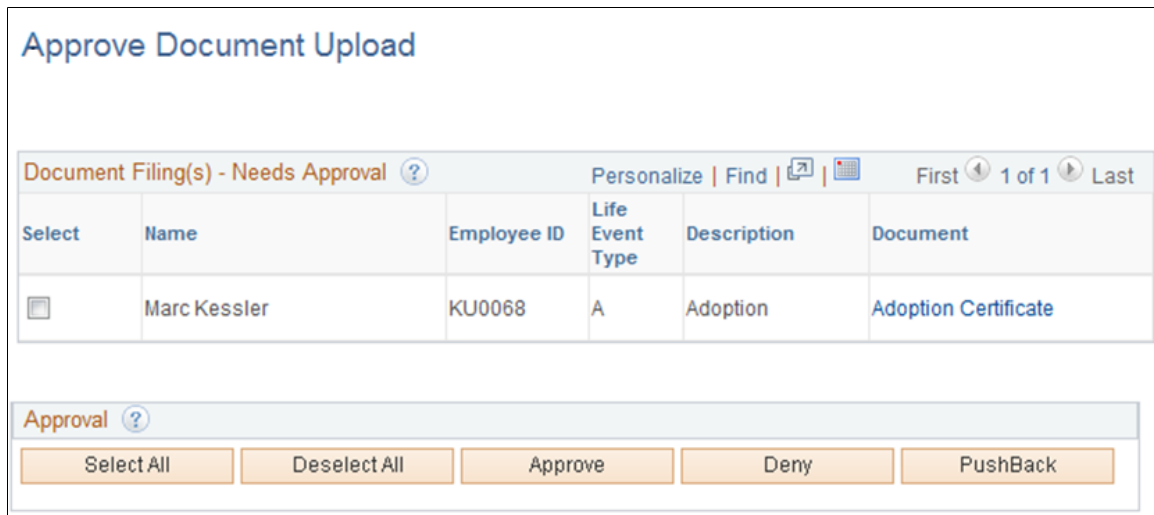 Approve Document Upload
Document Filing(s) - Needs Approval ? Personalize | Find | | First 1 of 1 Last
Select Name Employee ID Life Event Type Description Document
Marc Kessler KU0068 A Adoption Adoption Certificate
Approval ?
Select All Deselect All Approve Deny PushBack